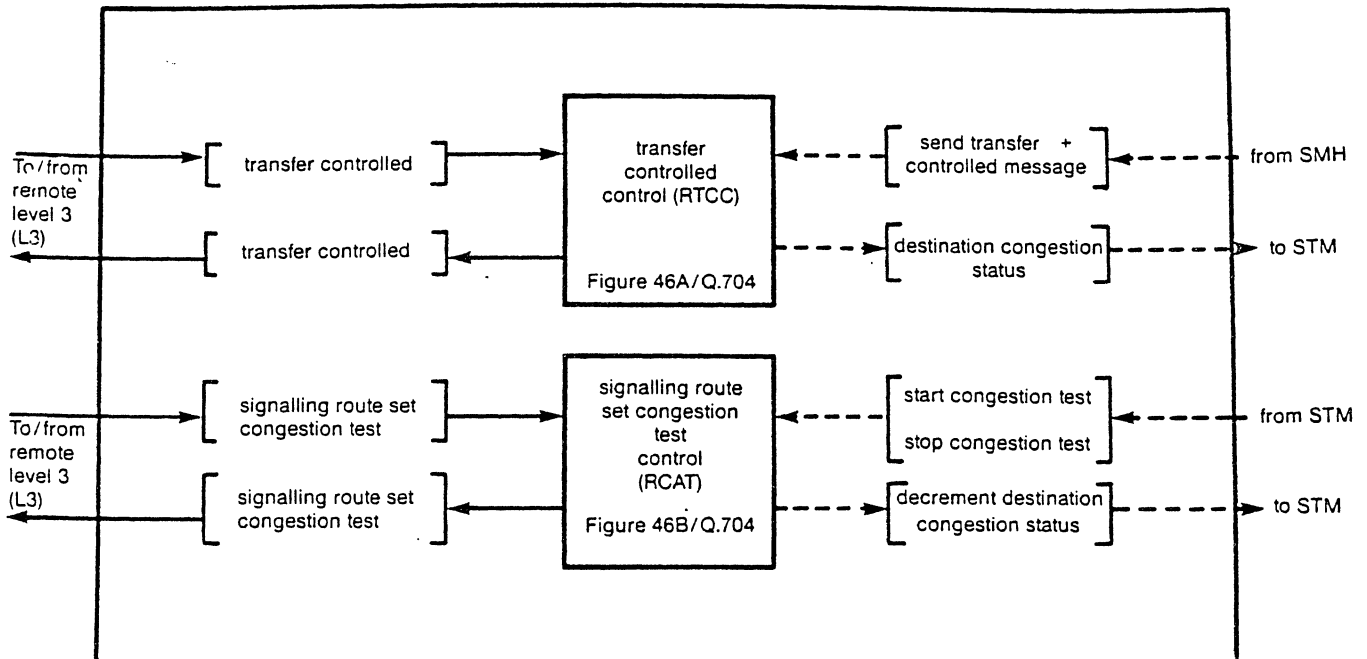 To/from
remote
level 3
(L3)
transfer controlled
transfer controlled
transfer
controlled
control (RTCC)
Figure 46A/Q.704
send transfer +
controlled message
from SMH
destination congestion
status
to STM
To/from
remote
level 3
(L3)
signalling route set
congestion test
signalling route set
congestion test
signalling route
set congestion
test
control
(RCAT)
Figure 46B/Q.704
start congestion test
stop congestion test
from STM
decrement destination
congestion status
to STM